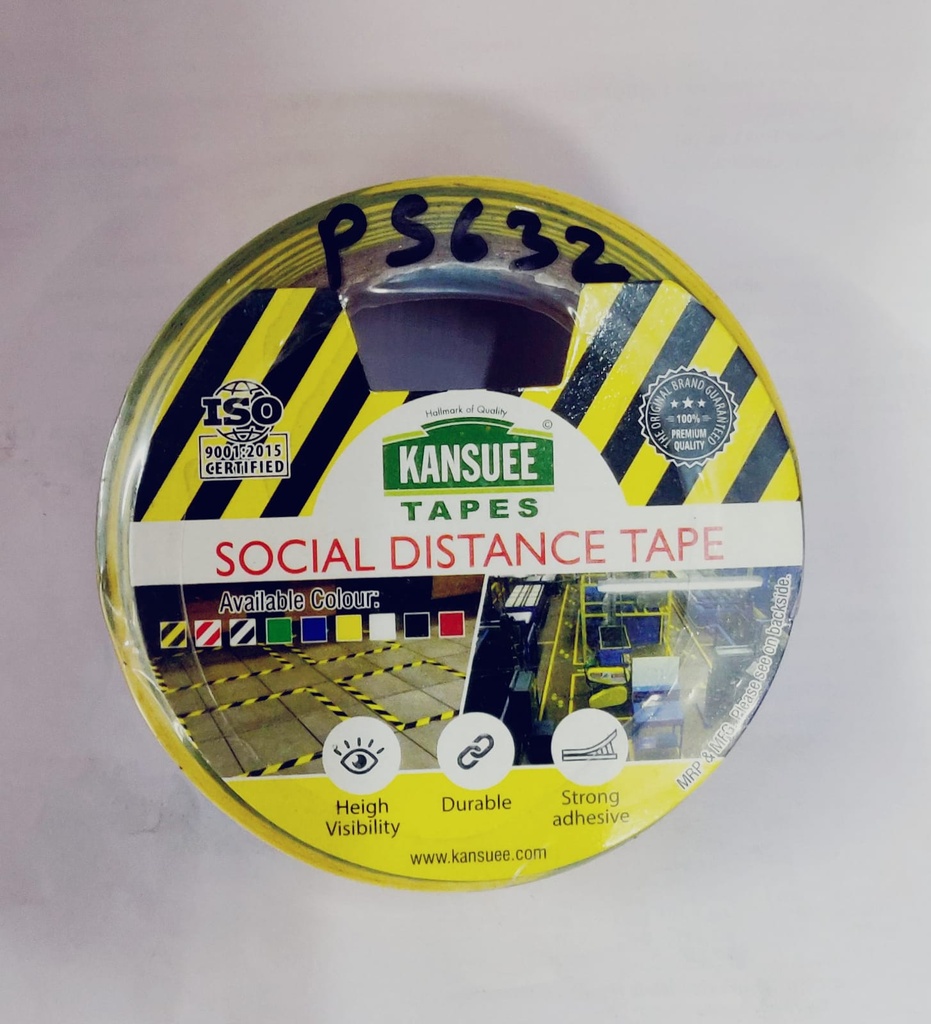 PS632
ISO
9001:2015
CERTIFIED
Hallmark of Quality
©
KANSUEE
TAPES
THE ORIGINAL BRAND GUARANTEED
100%
PREMIUM
QUALITY
SOCIAL DISTANCE TAPE
Available Colour:
Heigh
Visibility
Durable
Strong
adhesive
MRP & MFG. Please see on backside.
www.kansuee.com